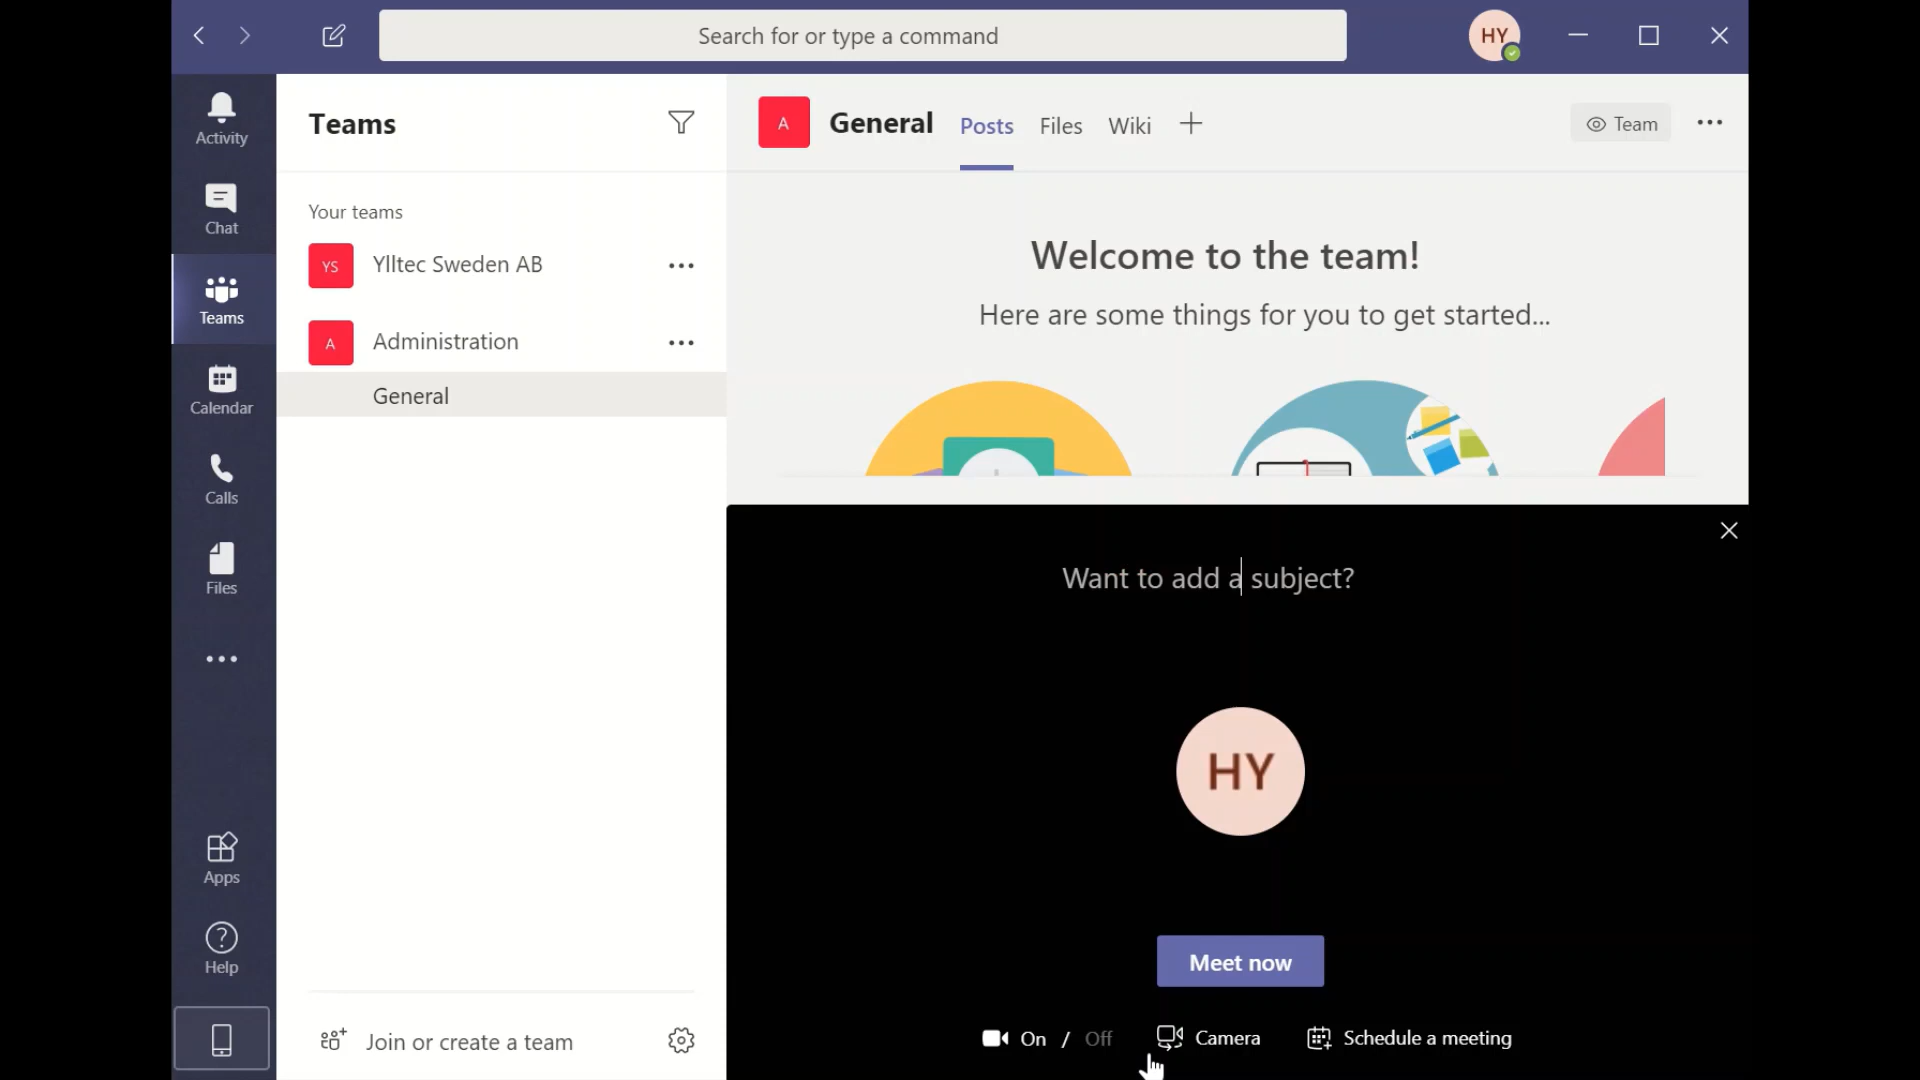 Search for or type a command
HY
Activity
Chat
Teams
Calendar
Calls
Files
Apps
Help
Teams
Your teams
YS Ylltec Sweden AB
A Administration
General
Join or create a team
A General Posts Files Wiki
Team
Welcome to the team!
Here are some things for you to get started...
Want to add a subject?
HY
Meet now
On / Off Camera Schedule a meeting